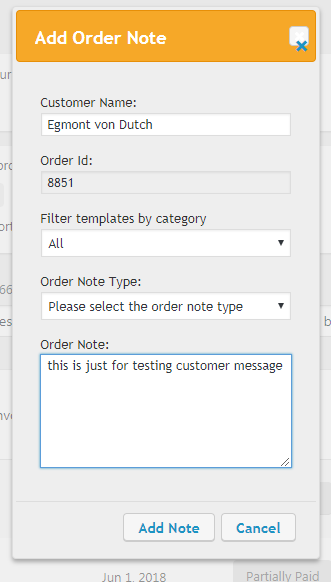 Add Order Note
Customer Name:
Egmont von Dutch
Order Id:
8851
Filter templates by category
All
Order Note Type:
Please select the order note type
Order Note:
this is just for testing customer message
Add Note
Cancel
Jun 1, 2018
Partially Paid